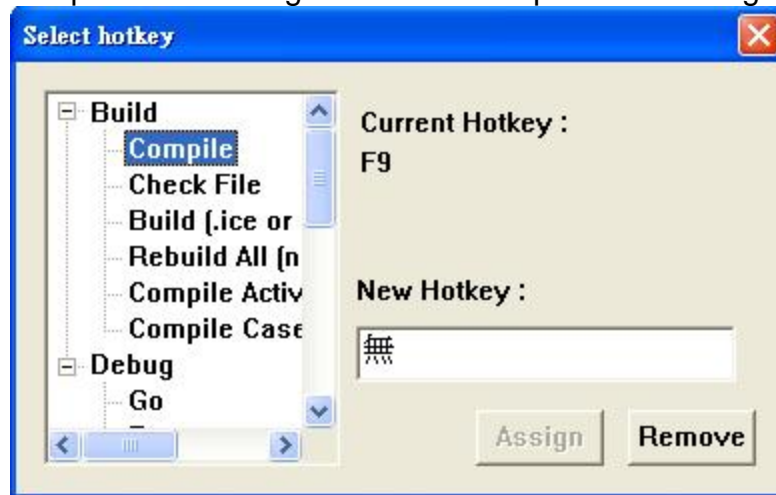 Select hotkey
Build
Compile
Check File
Build (.ice or
Rebuild All (n
Compile Activ
Compile Case
Debug
Go
Current Hotkey :
F9
New Hotkey :
無
Assign
Remove